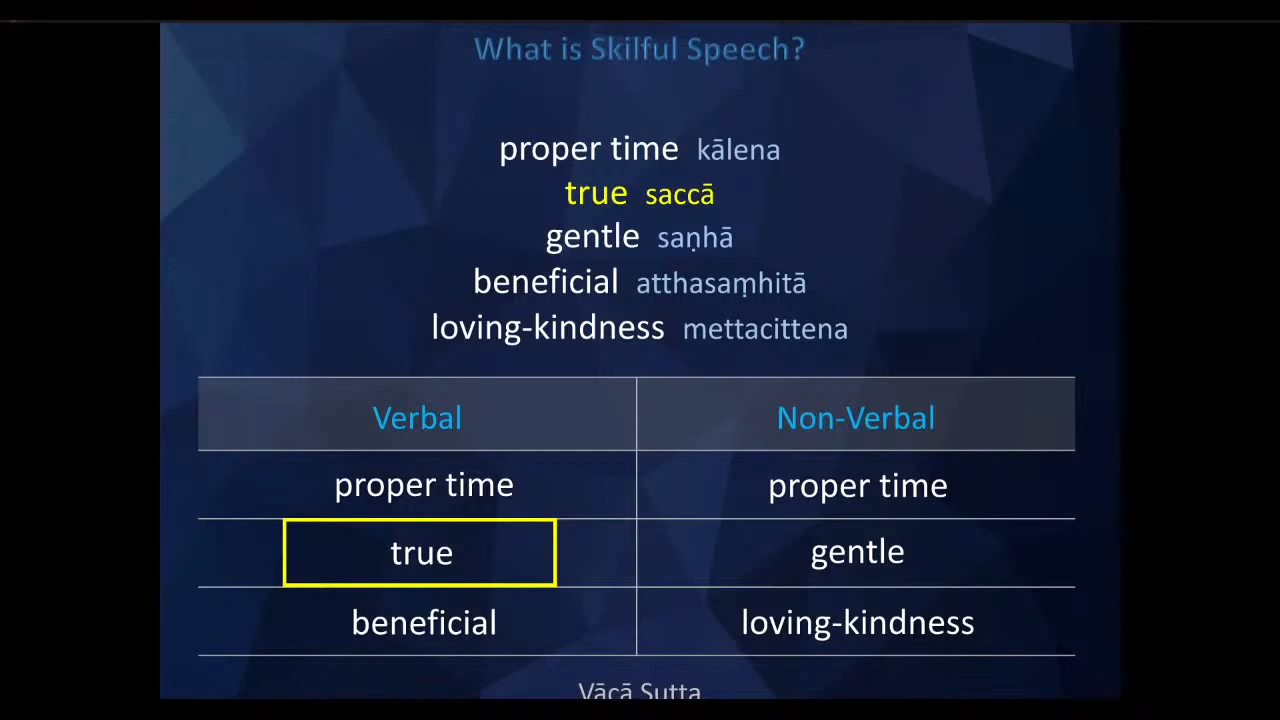 What is Skilful Speech?
proper time kālena
true saccā
gentle saṇhā
beneficial atthasaṃhitā
loving-kindness mettacittena
Verbal Non-Verbal
proper time proper time
true gentle
beneficial loving-kindness
Vācā Sutta